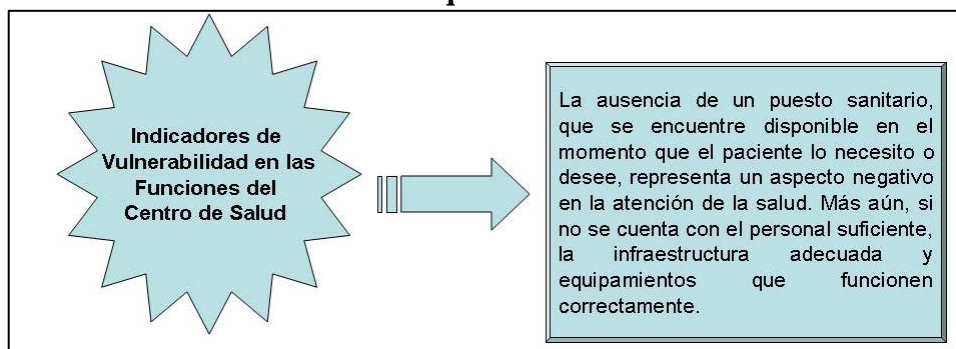 Indicadores de
Vulnerabilidad en las
Funciones del
Centro de Salud
La ausencia de un puesto sanitario,
que se encuentre disponible en el
momento que el paciente lo necesito o
desee, representa un aspecto negativo
en la atención de la salud. Más aún, si
no se cuenta con el personal suficiente,
la infraestructura adecuada y
equipamientos que funcionen
correctamente.